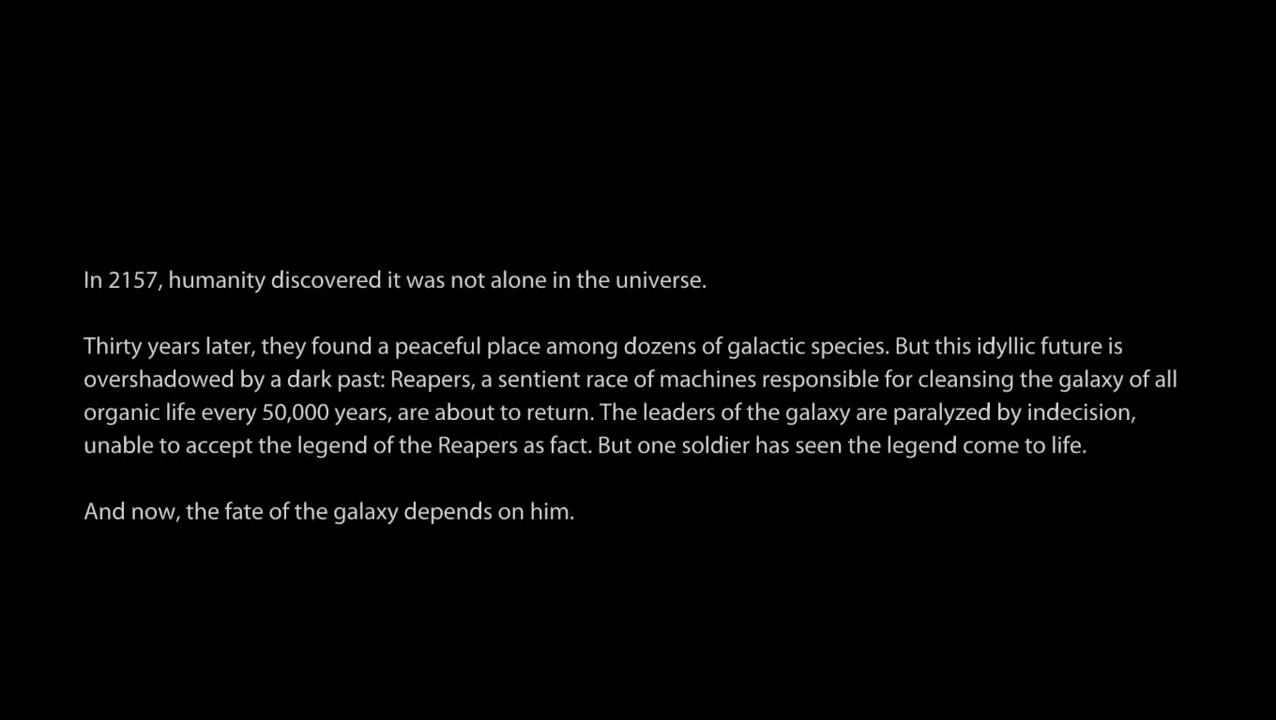 In 2157, humanity discovered it was not alone in the universe.
Thirty years later, they found a peaceful place among dozens of galactic species. But this idyllic future is
overshadowed by a dark past: Reapers, a sentient race of machines responsible for cleansing the galaxy of all
organic life every 50,000 years, are about to return. The leaders of the galaxy are paralyzed by indecision,
unable to accept the legend of the Reapers as fact. But one soldier has seen the legend come to life.
And now, the fate of the galaxy depends on him.